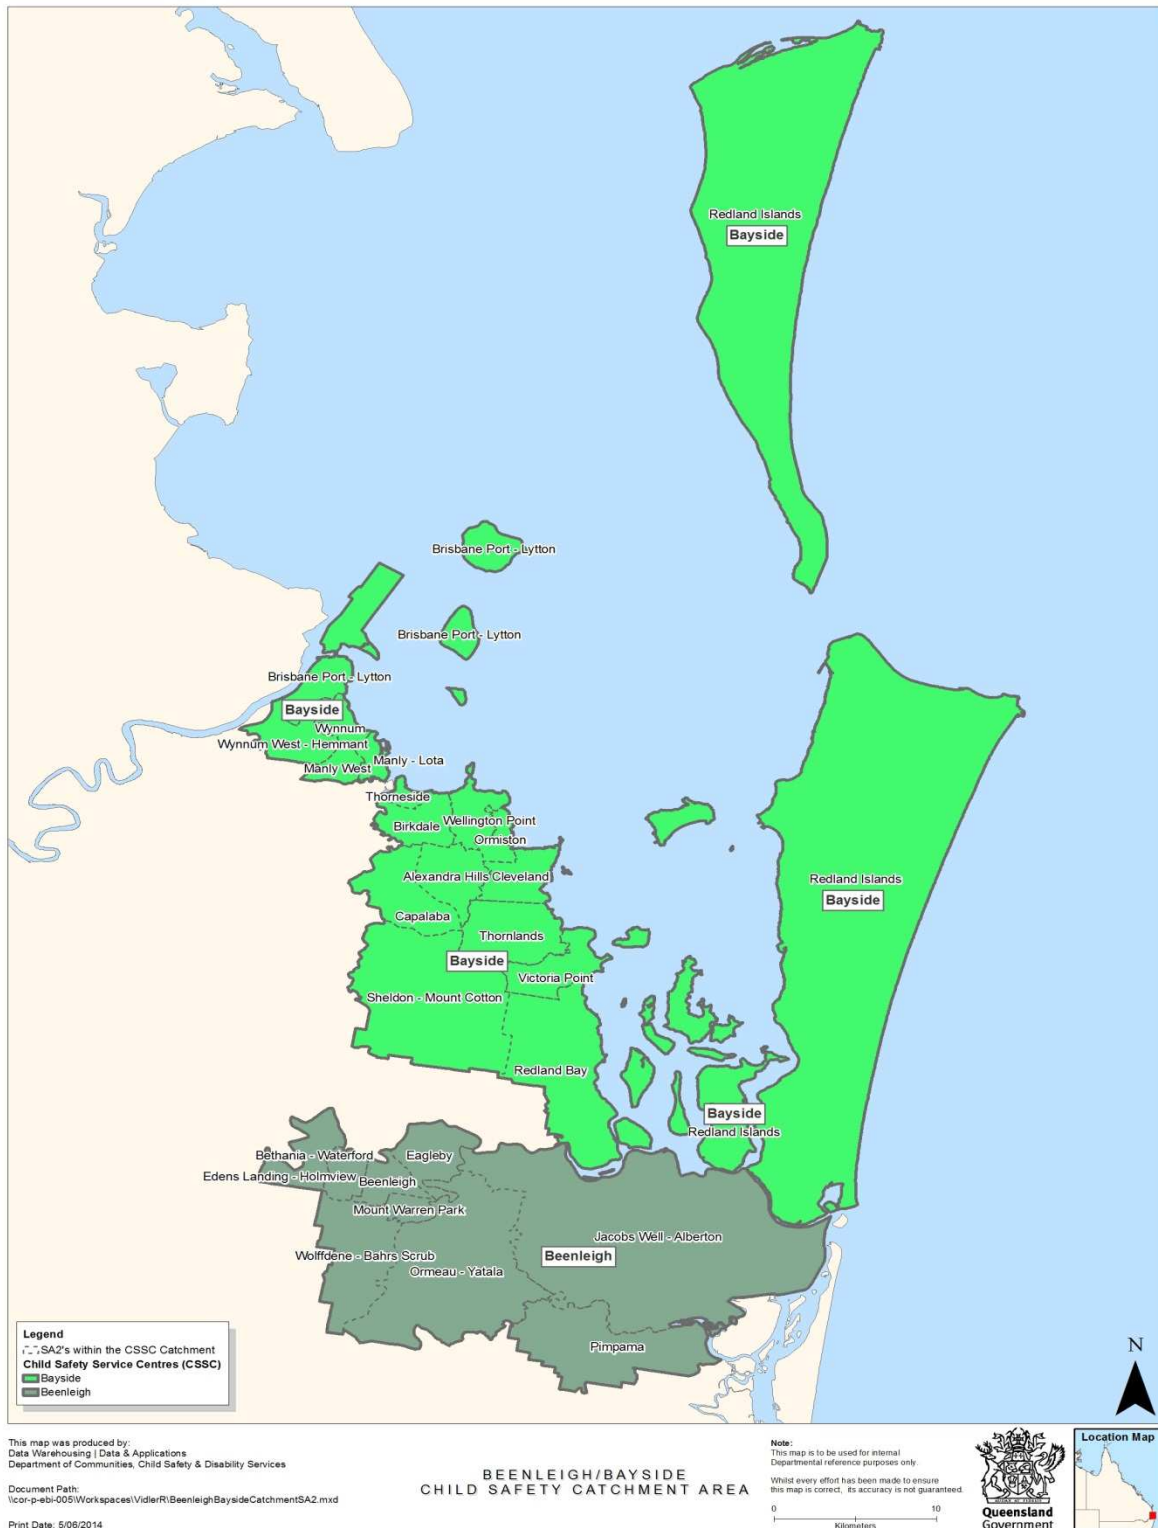 Redland Islands
Bayside
Brisbane Port - Lytton
Brisbane Port - Lytton
Brisbane Port - Lytton
Bayside
Wynnum
Wynnum West - Hemmant
Manly - Lota
Manly West
Thorneside
Wellington Point
Birkdale
Ormiston
Alexandra Hills
Cleveland
Redland Islands
Bayside
Capalaba
Thornlands
Bayside
Victoria Point
Sheldon - Mount Cotton
Redland Bay
Bayside
Redland Islands
Bethania - Waterford
Eagleby
Edens Landing - Holmview
Beenleigh
Mount Warren Park
Jacobs Well - Alberton
Wolffdene - Bahrs Scrub
Beenleigh
Ormeau - Yatala
Pimpama
Legend
SA2's within the CSSC Catchment
Child Safety Service Centres (CSSC)
Bayside
Beenleigh
N
This map was produced by:
Data Warehousing | Data & Applications
Department of Communities, Child Safety & Disability Services
Document Path:
\\cor-p-ebi-005\Workspaces\VidlerR\BeenleighBaysideCatchmentSA2.mxd
Print Date: 5/06/2014
BEENLEIGH/BAYSIDE
CHILD SAFETY CATCHMENT AREA
Note:
This map is to be used for internal
Departmental reference purposes only.
Whilst every effort has been made to ensure
this map is correct, its accuracy is not guaranteed.
0 10
Kilometers
Queensland
Government
Location Map